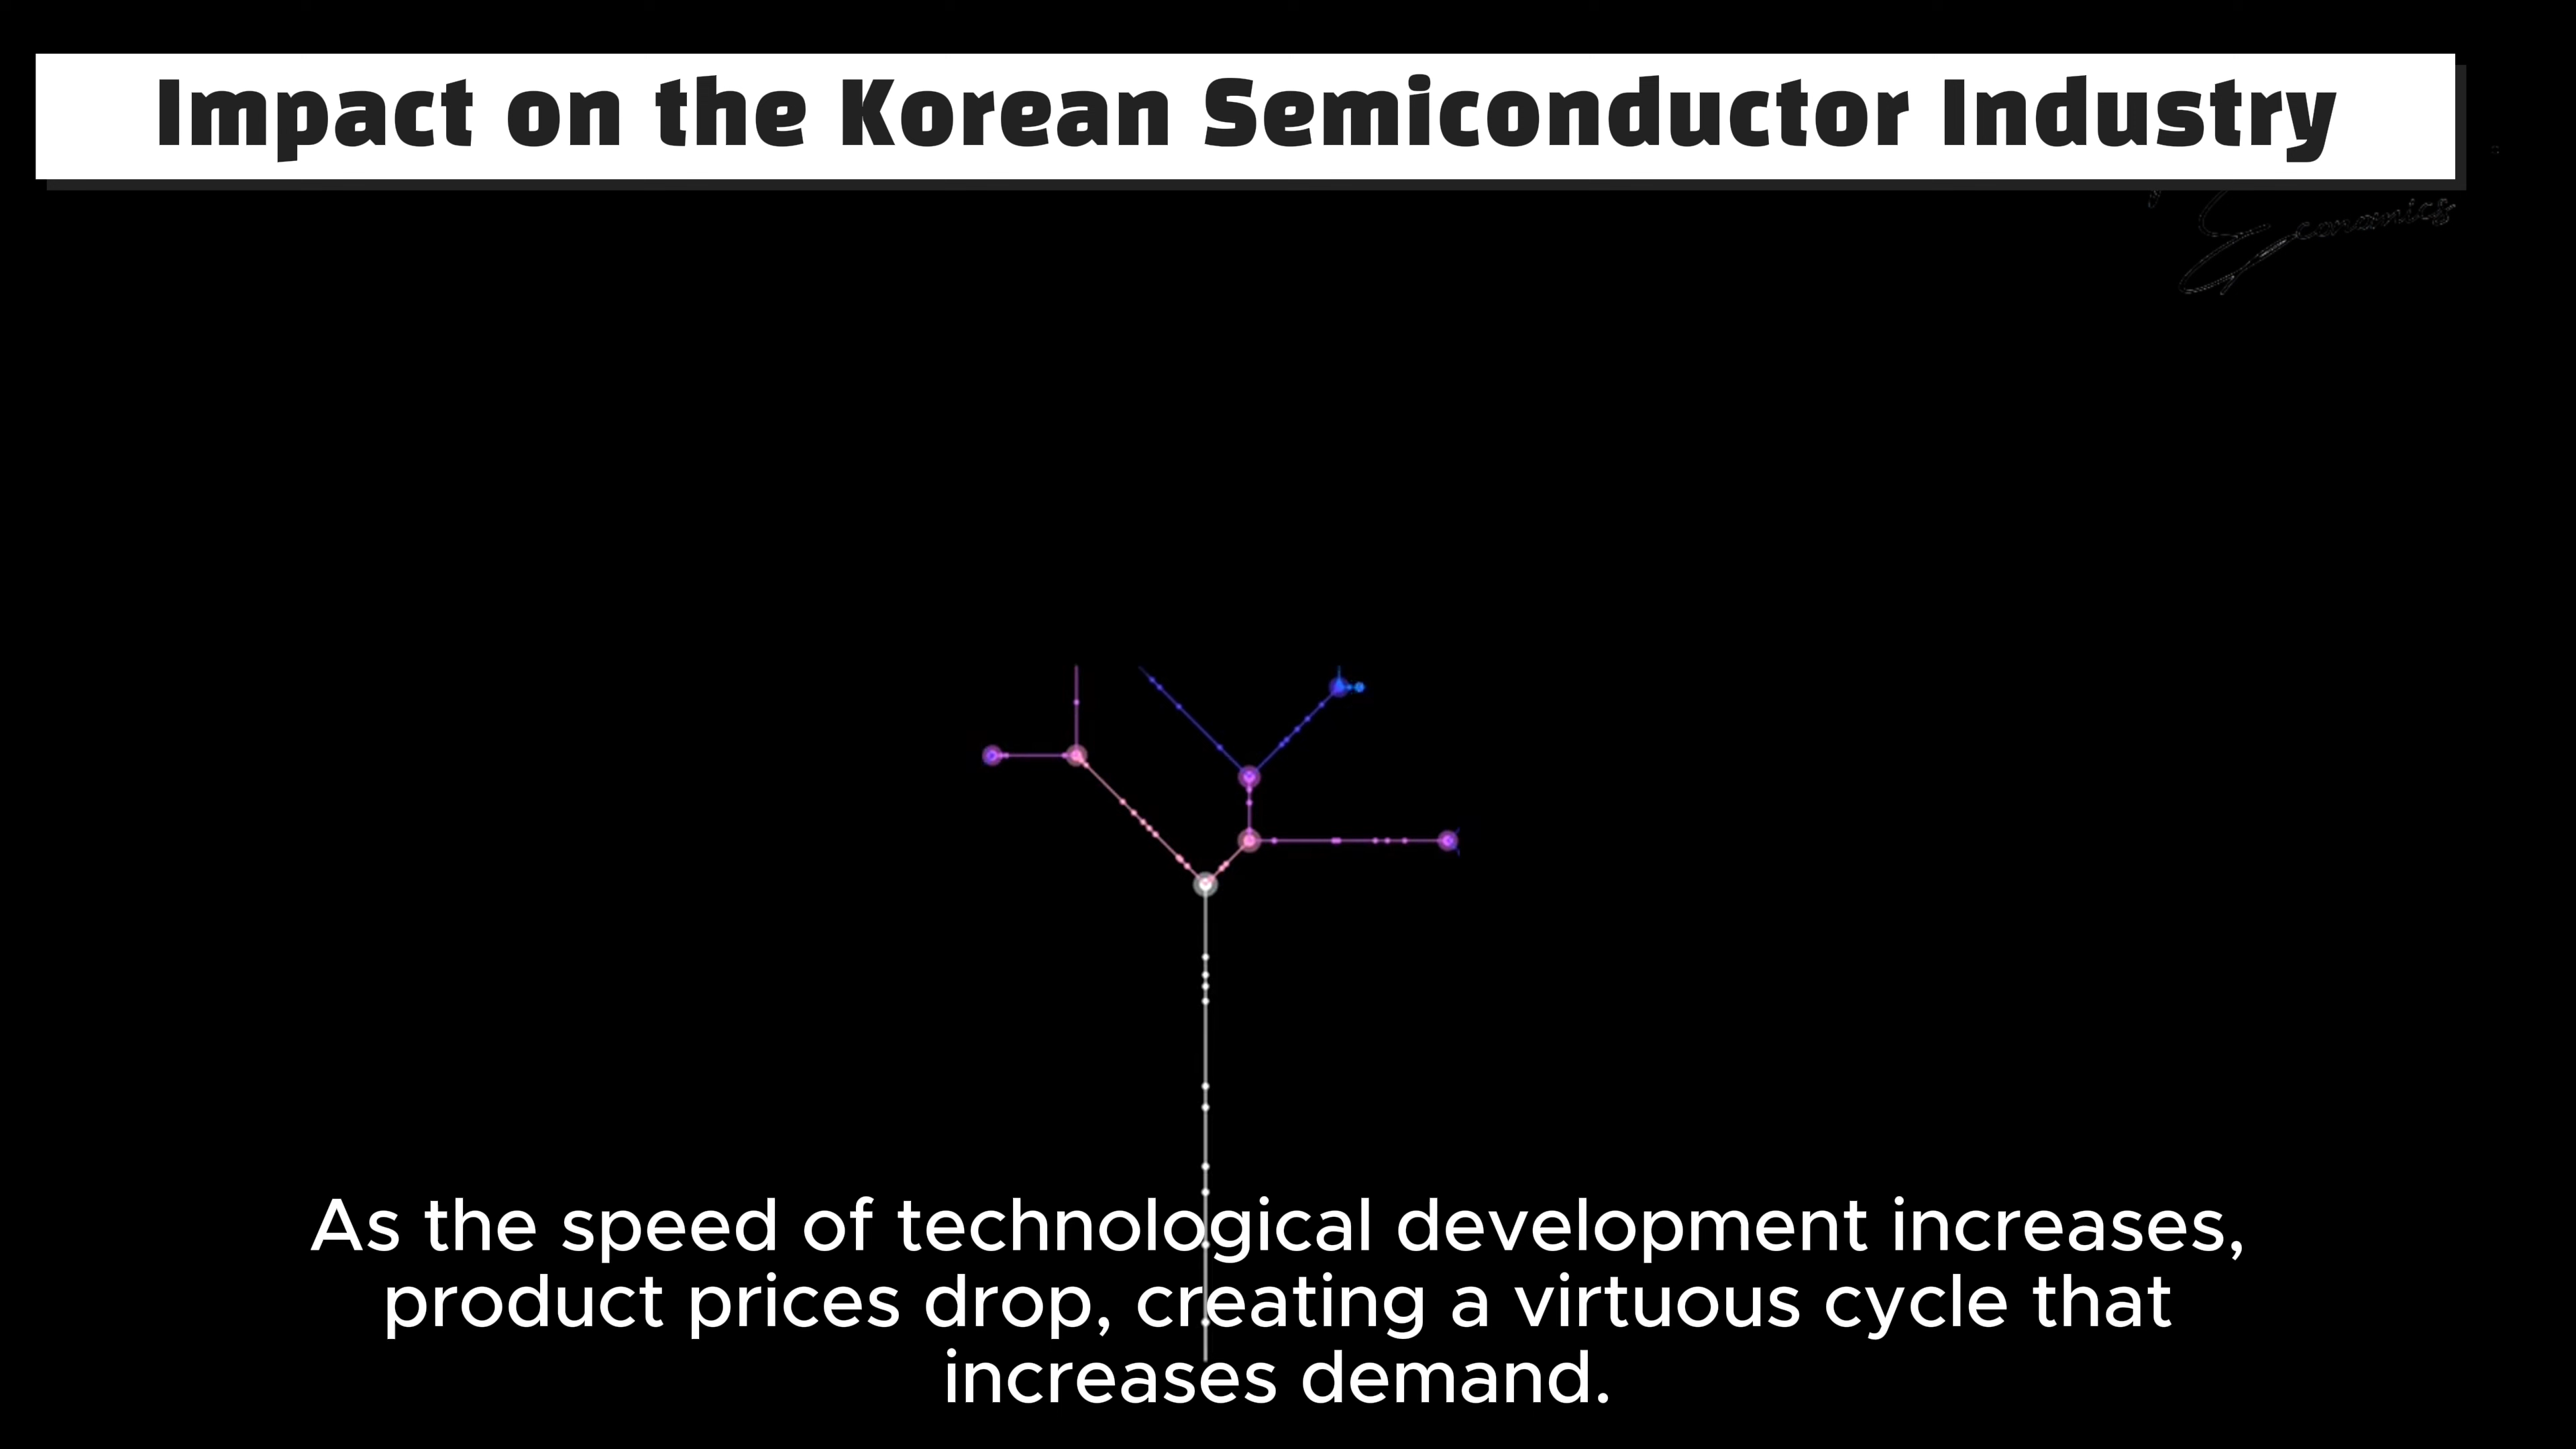 Impact on the Korean Semiconductor Industry
Economics
As the speed of technological development increases,
product prices drop, creating a virtuous cycle that
increases demand.